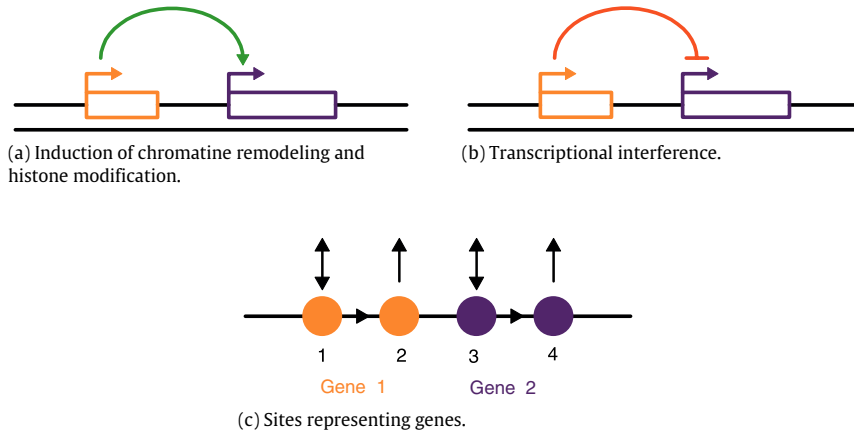 (a) Induction of chromatine remodeling and
histone modification.
(b) Transcriptional interference.
1 2 3 4
Gene 1 Gene 2
(c) Sites representing genes.